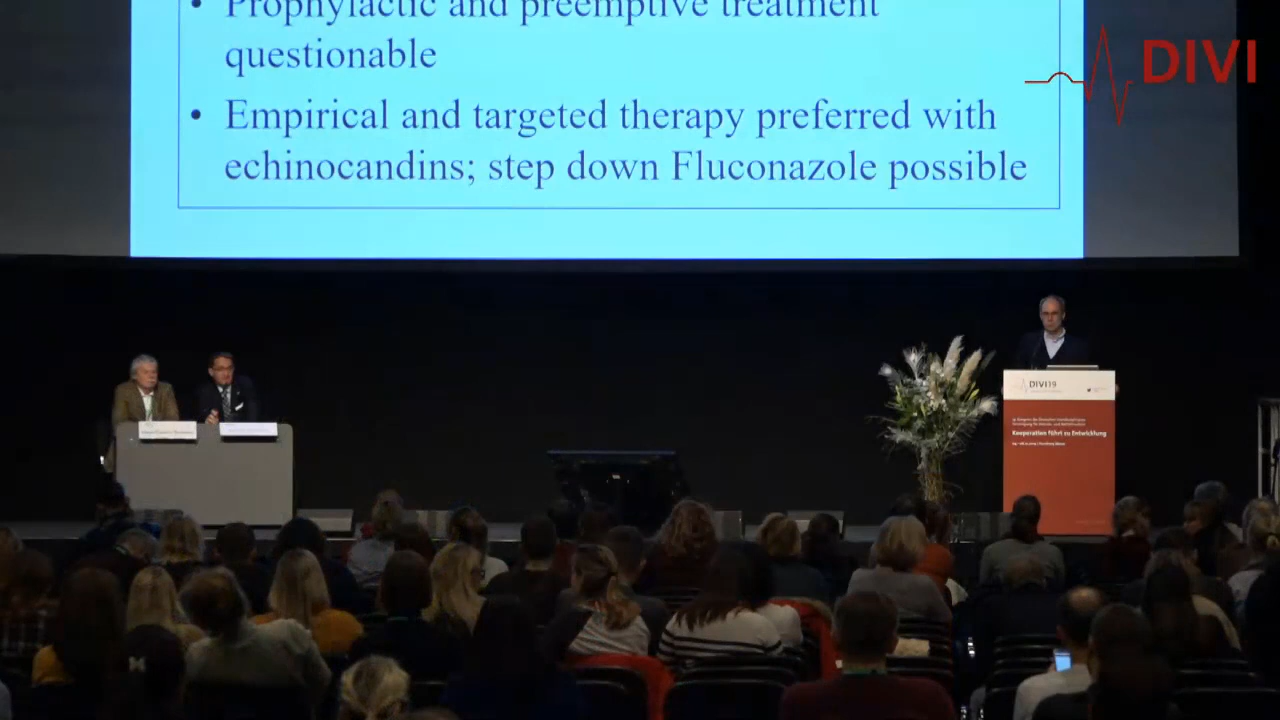 • Prophylactic and preemptive treatment
questionable
• Empirical and targeted therapy preferred with
echinocandins; step down Fluconazole possible
DIVI
DIVI19
Kooperation führt zu Entwicklung